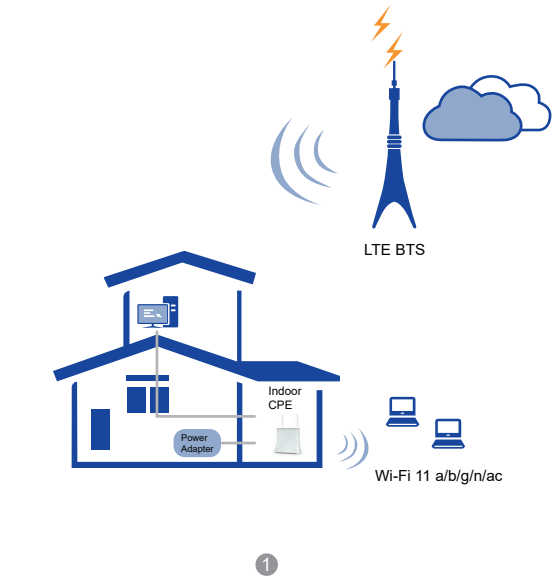 LTE BTS
Indoor
CPE
Power
Adapter
Wi-Fi 11 a/b/g/n/ac
1